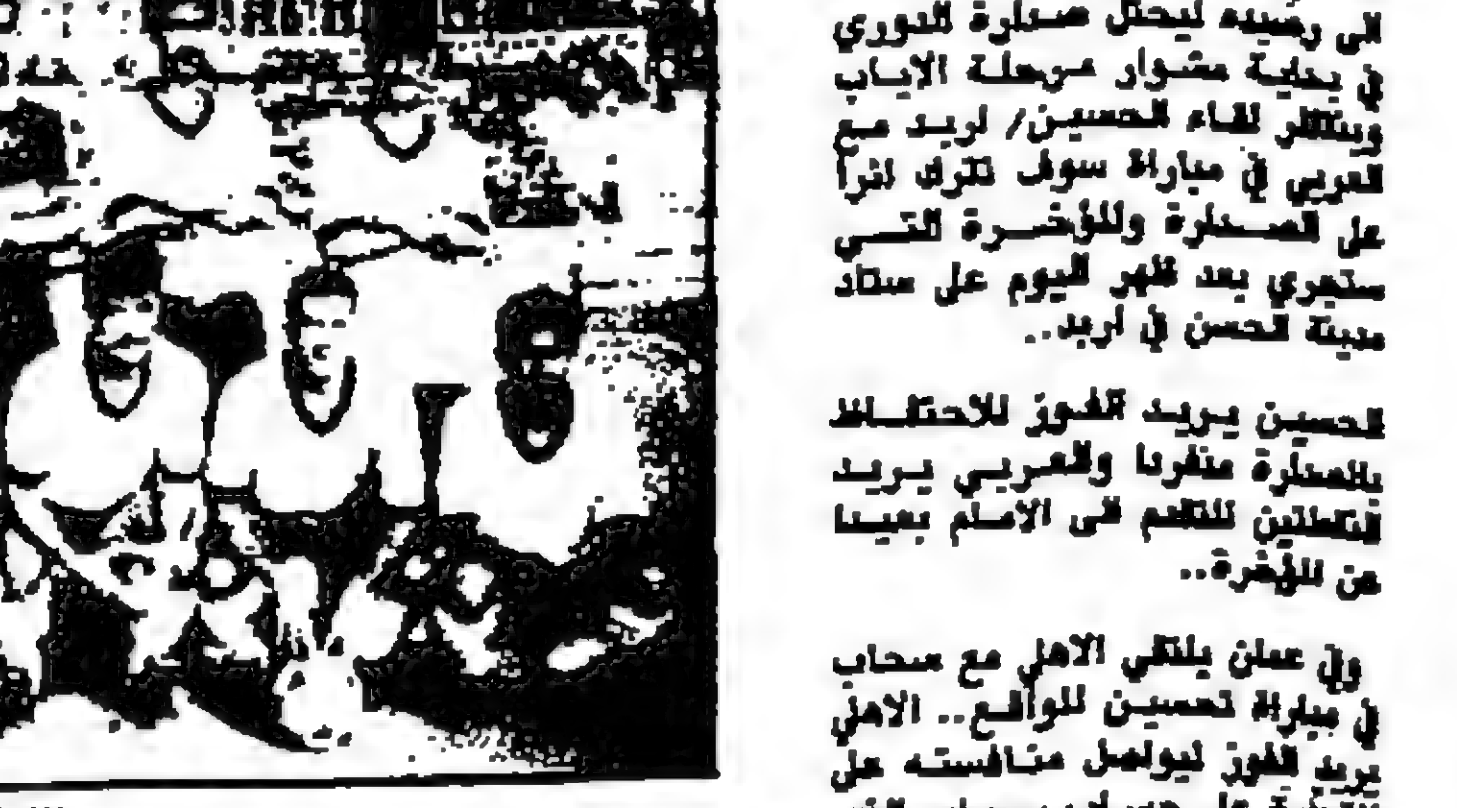 الى رصيده ليحتل صدارة الدوري
في بداية مشوار مرحلة الاياب
وينتظر لقاء الحسين/ اربد مع
العربي في مباراة سوف تترك اثرا
على الصدارة والمؤخرة التي
ستجري بعد ظهر اليوم على ستاد
مدينة الحسن في اربد..
الحسين يريد الفوز للاحتفاظ
بالصدارة منفردا والعربي يريد
النقطتين للتقدم الى الامام بعيدا
عن المؤخرة..
وفي عمان يلتقي الاهلي مع سحاب
في مباراة تحسين المواقع.. الاهلي
يريد الفوز ليواصل منافسته على